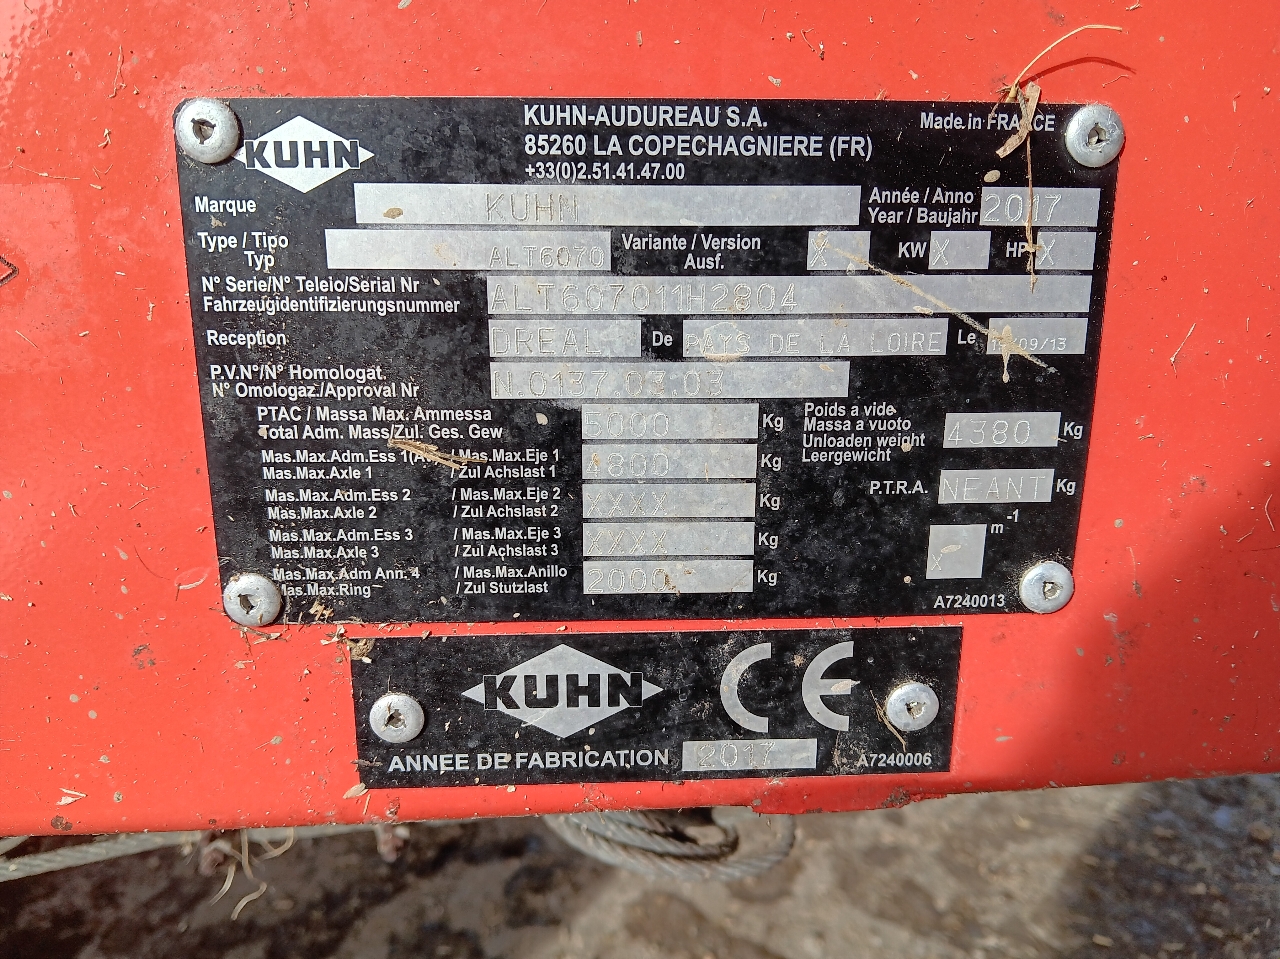 KUHN
KUHN-AUDUREAU S.A.
85260 LA COPECHAGNIERE (FR)
+33(0)2.51.41.47.00
Made in FRANCE
Marque KUHN Année / Anno
Year / Baujahr 2017
Type / Tipo
Typ ALT6070 Variante / Version
Ausf. X KW X HP X
N° Serie/N° Teleio/Serial Nr
Fahrzeugidentifizierungsnummer ALT607011H2804
Reception DREAL De PAYS DE LA LOIRE Le /09/13
P.V.N°/N° Homologat.
N° Omologaz./Approval Nr N.0137.03.03
PTAC / Massa Max. Ammessa
Total Adm. Mass/Zul. Ges. Gew 5000 Kg
Poids a vide
Massa a vuoto
Unloaden weight
Leergewicht 4380 Kg
Mas.Max.Adm.Ess 1 / Mas.Max.Eje 1
Mas.Max.Axle 1 / Zul Achslast 1 4800 Kg
P.T.R.A. NEANT Kg
Mas.Max.Adm.Ess 2 / Mas.Max.Eje 2
Mas.Max.Axle 2 / Zul Achslast 2 XXXX Kg
Mas.Max.Adm.Ess 3 / Mas.Max.Eje 3
Mas.Max.Axle 3 / Zul Achslast 3 XXXX Kg
X m-1
Mas.Max.Adm Ann. 4 / Mas.Max.Anillo
Mas.Max.Ring / Zul Stutzlast 2000 Kg
A7240013
KUHN CE
ANNEE DE FABRICATION 2017 A7240006